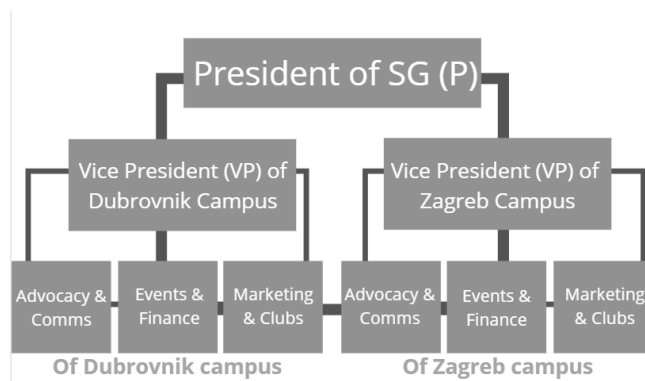 President of SG (P)
Vice President (VP) of
Dubrovnik Campus
Vice President (VP) of
Zagreb Campus
Advocacy &
Comms
Events &
Finance
Marketing
& Clubs
Advocacy &
Comms
Events &
Finance
Marketing
& Clubs
Of Dubrovnik campus
Of Zagreb campus